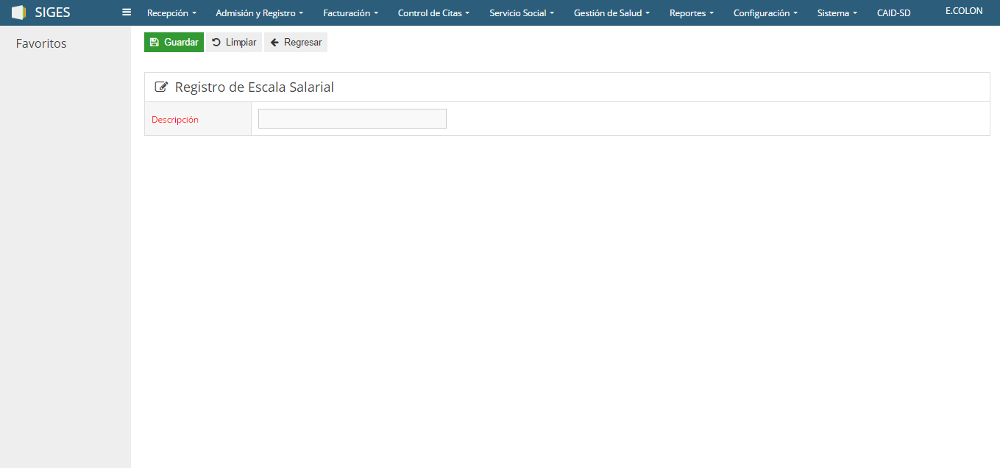 SIGES
Recepción Admisión y Registro Facturación Control de Citas Servicio Social Gestión de Salud Reportes Configuración Sistema CAID-SD E.COLON
Favoritos
Guardar Limpiar Regresar
Registro de Escala Salarial
Descripción